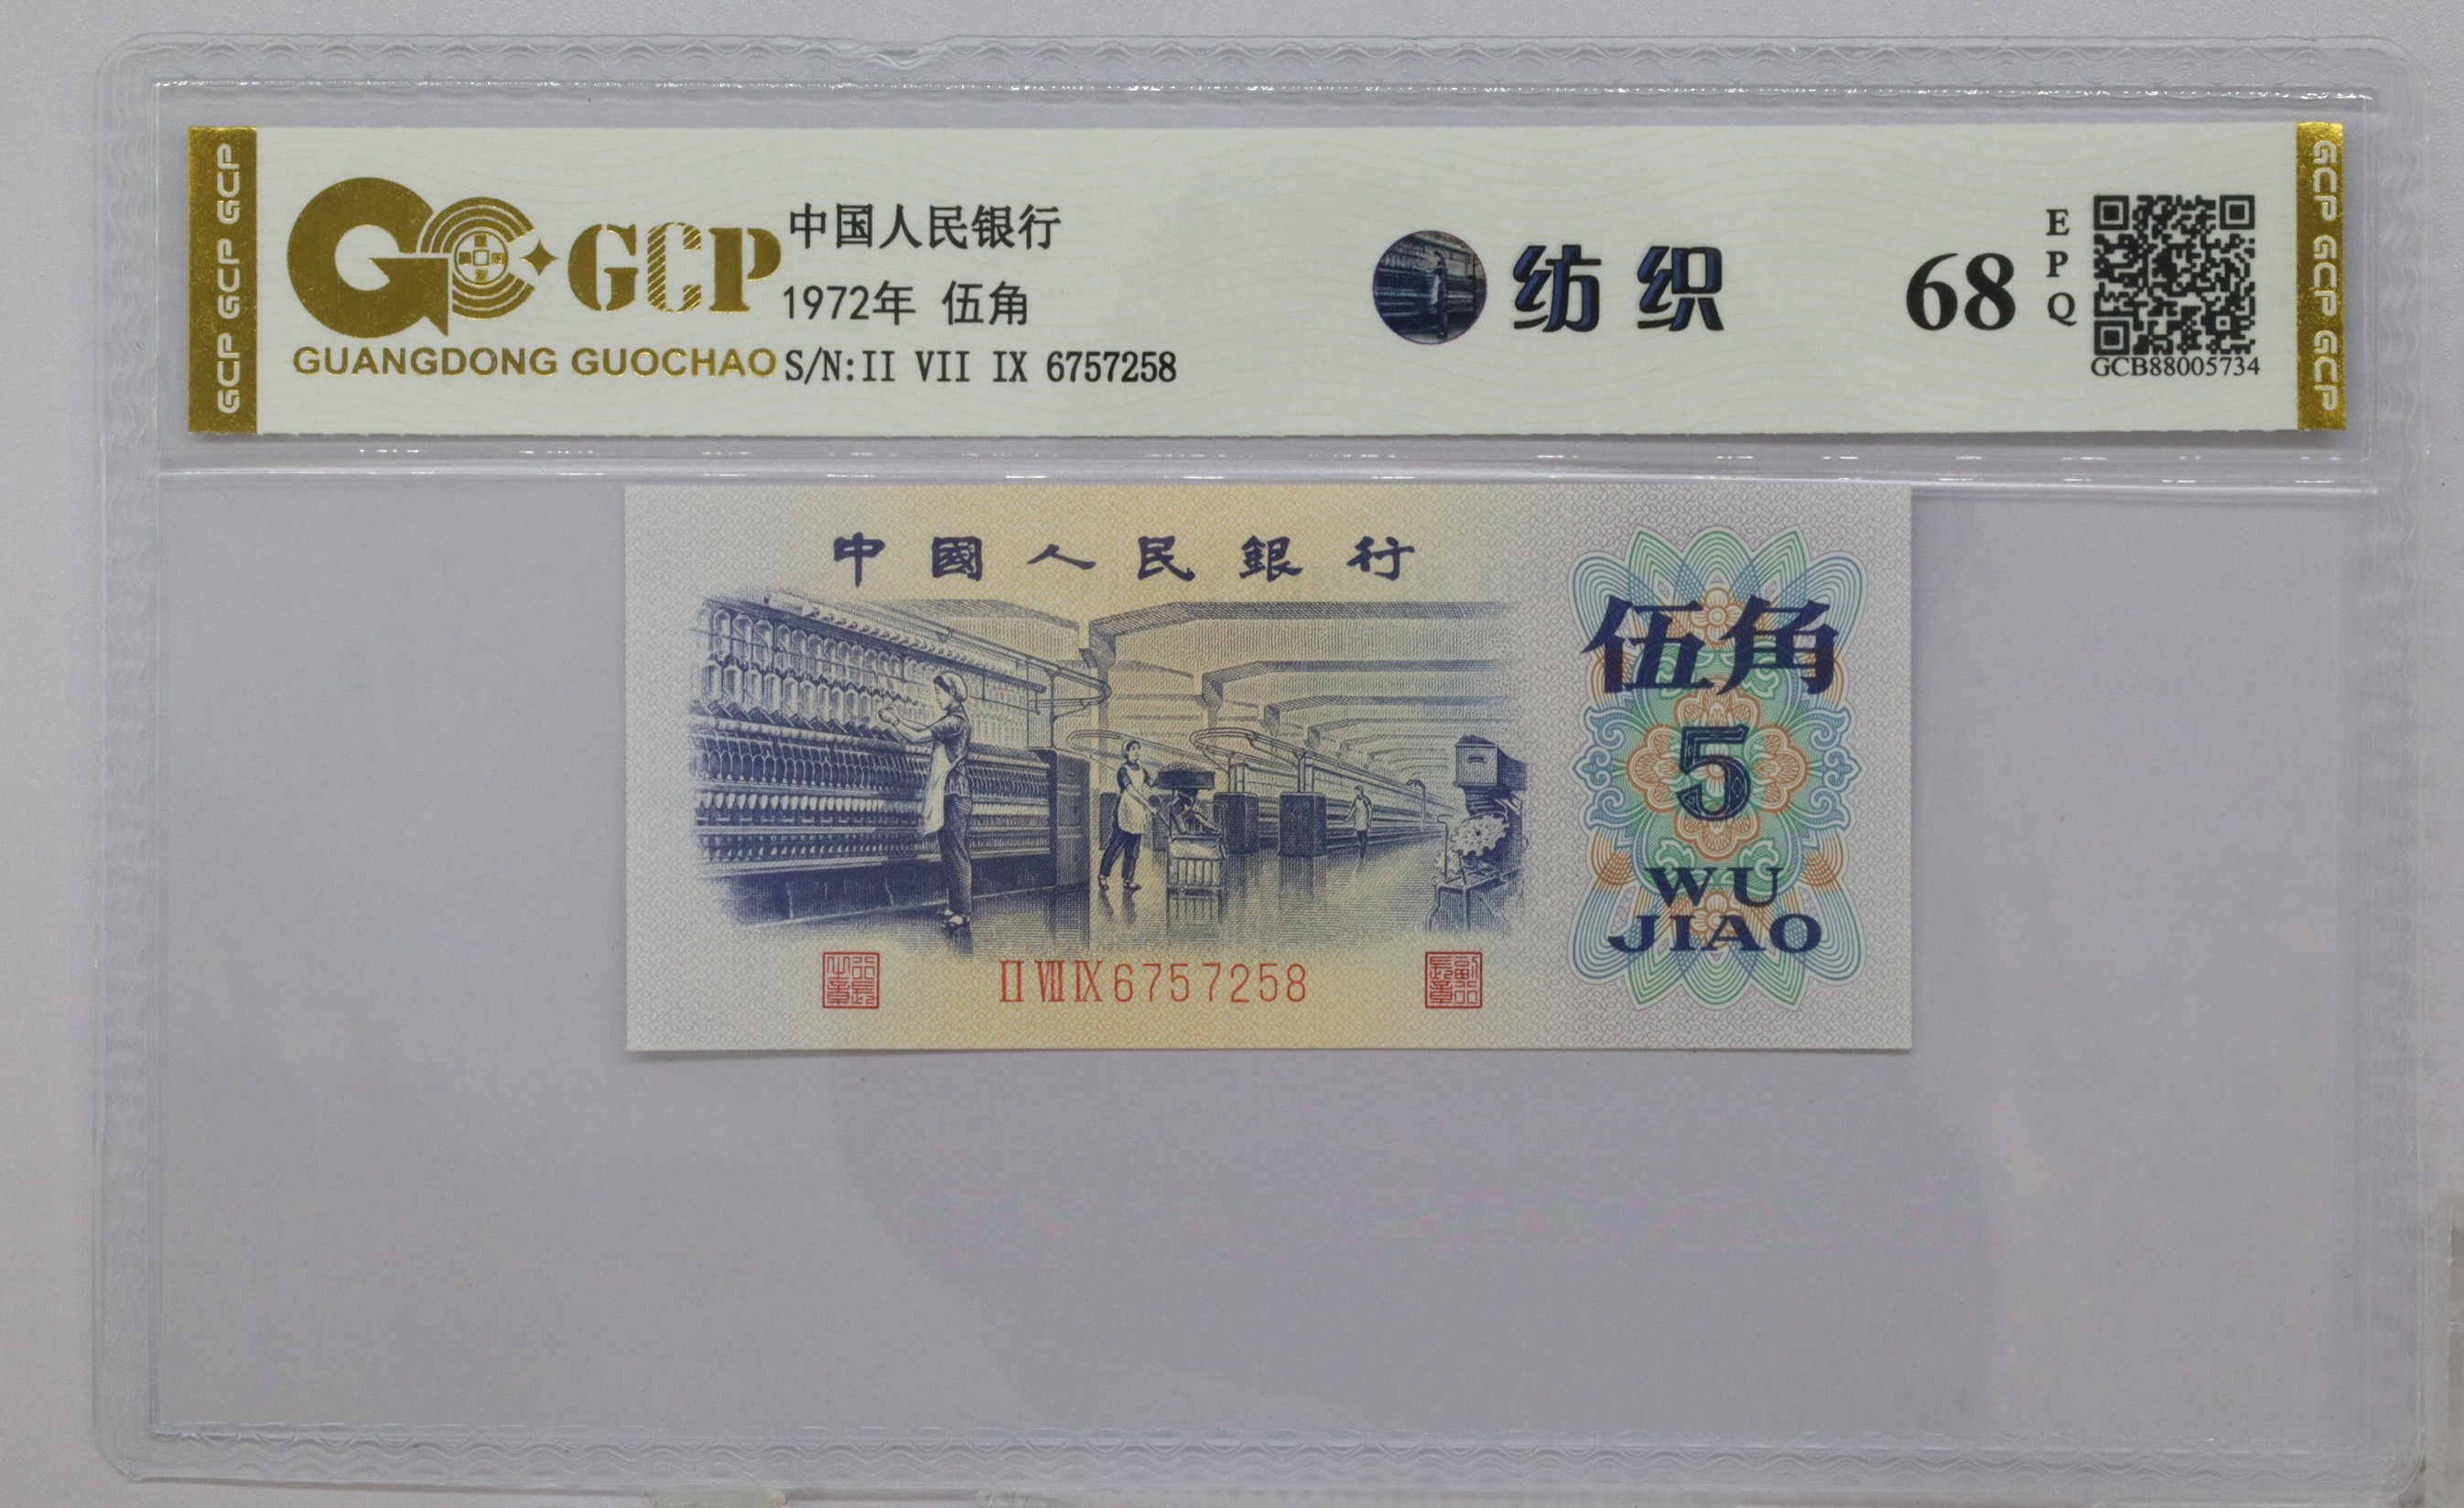 GCP GCP GCP
GCP
GUANGDONG GUOCHAO
中国人民银行
1972年 伍角
S/N:II VII IX 6757258
纺织
68
EPQ
GCB88005734
GCP GCP GCP
中國人民銀行
伍角
5
WU
JIAO
II VIII IX 6757258